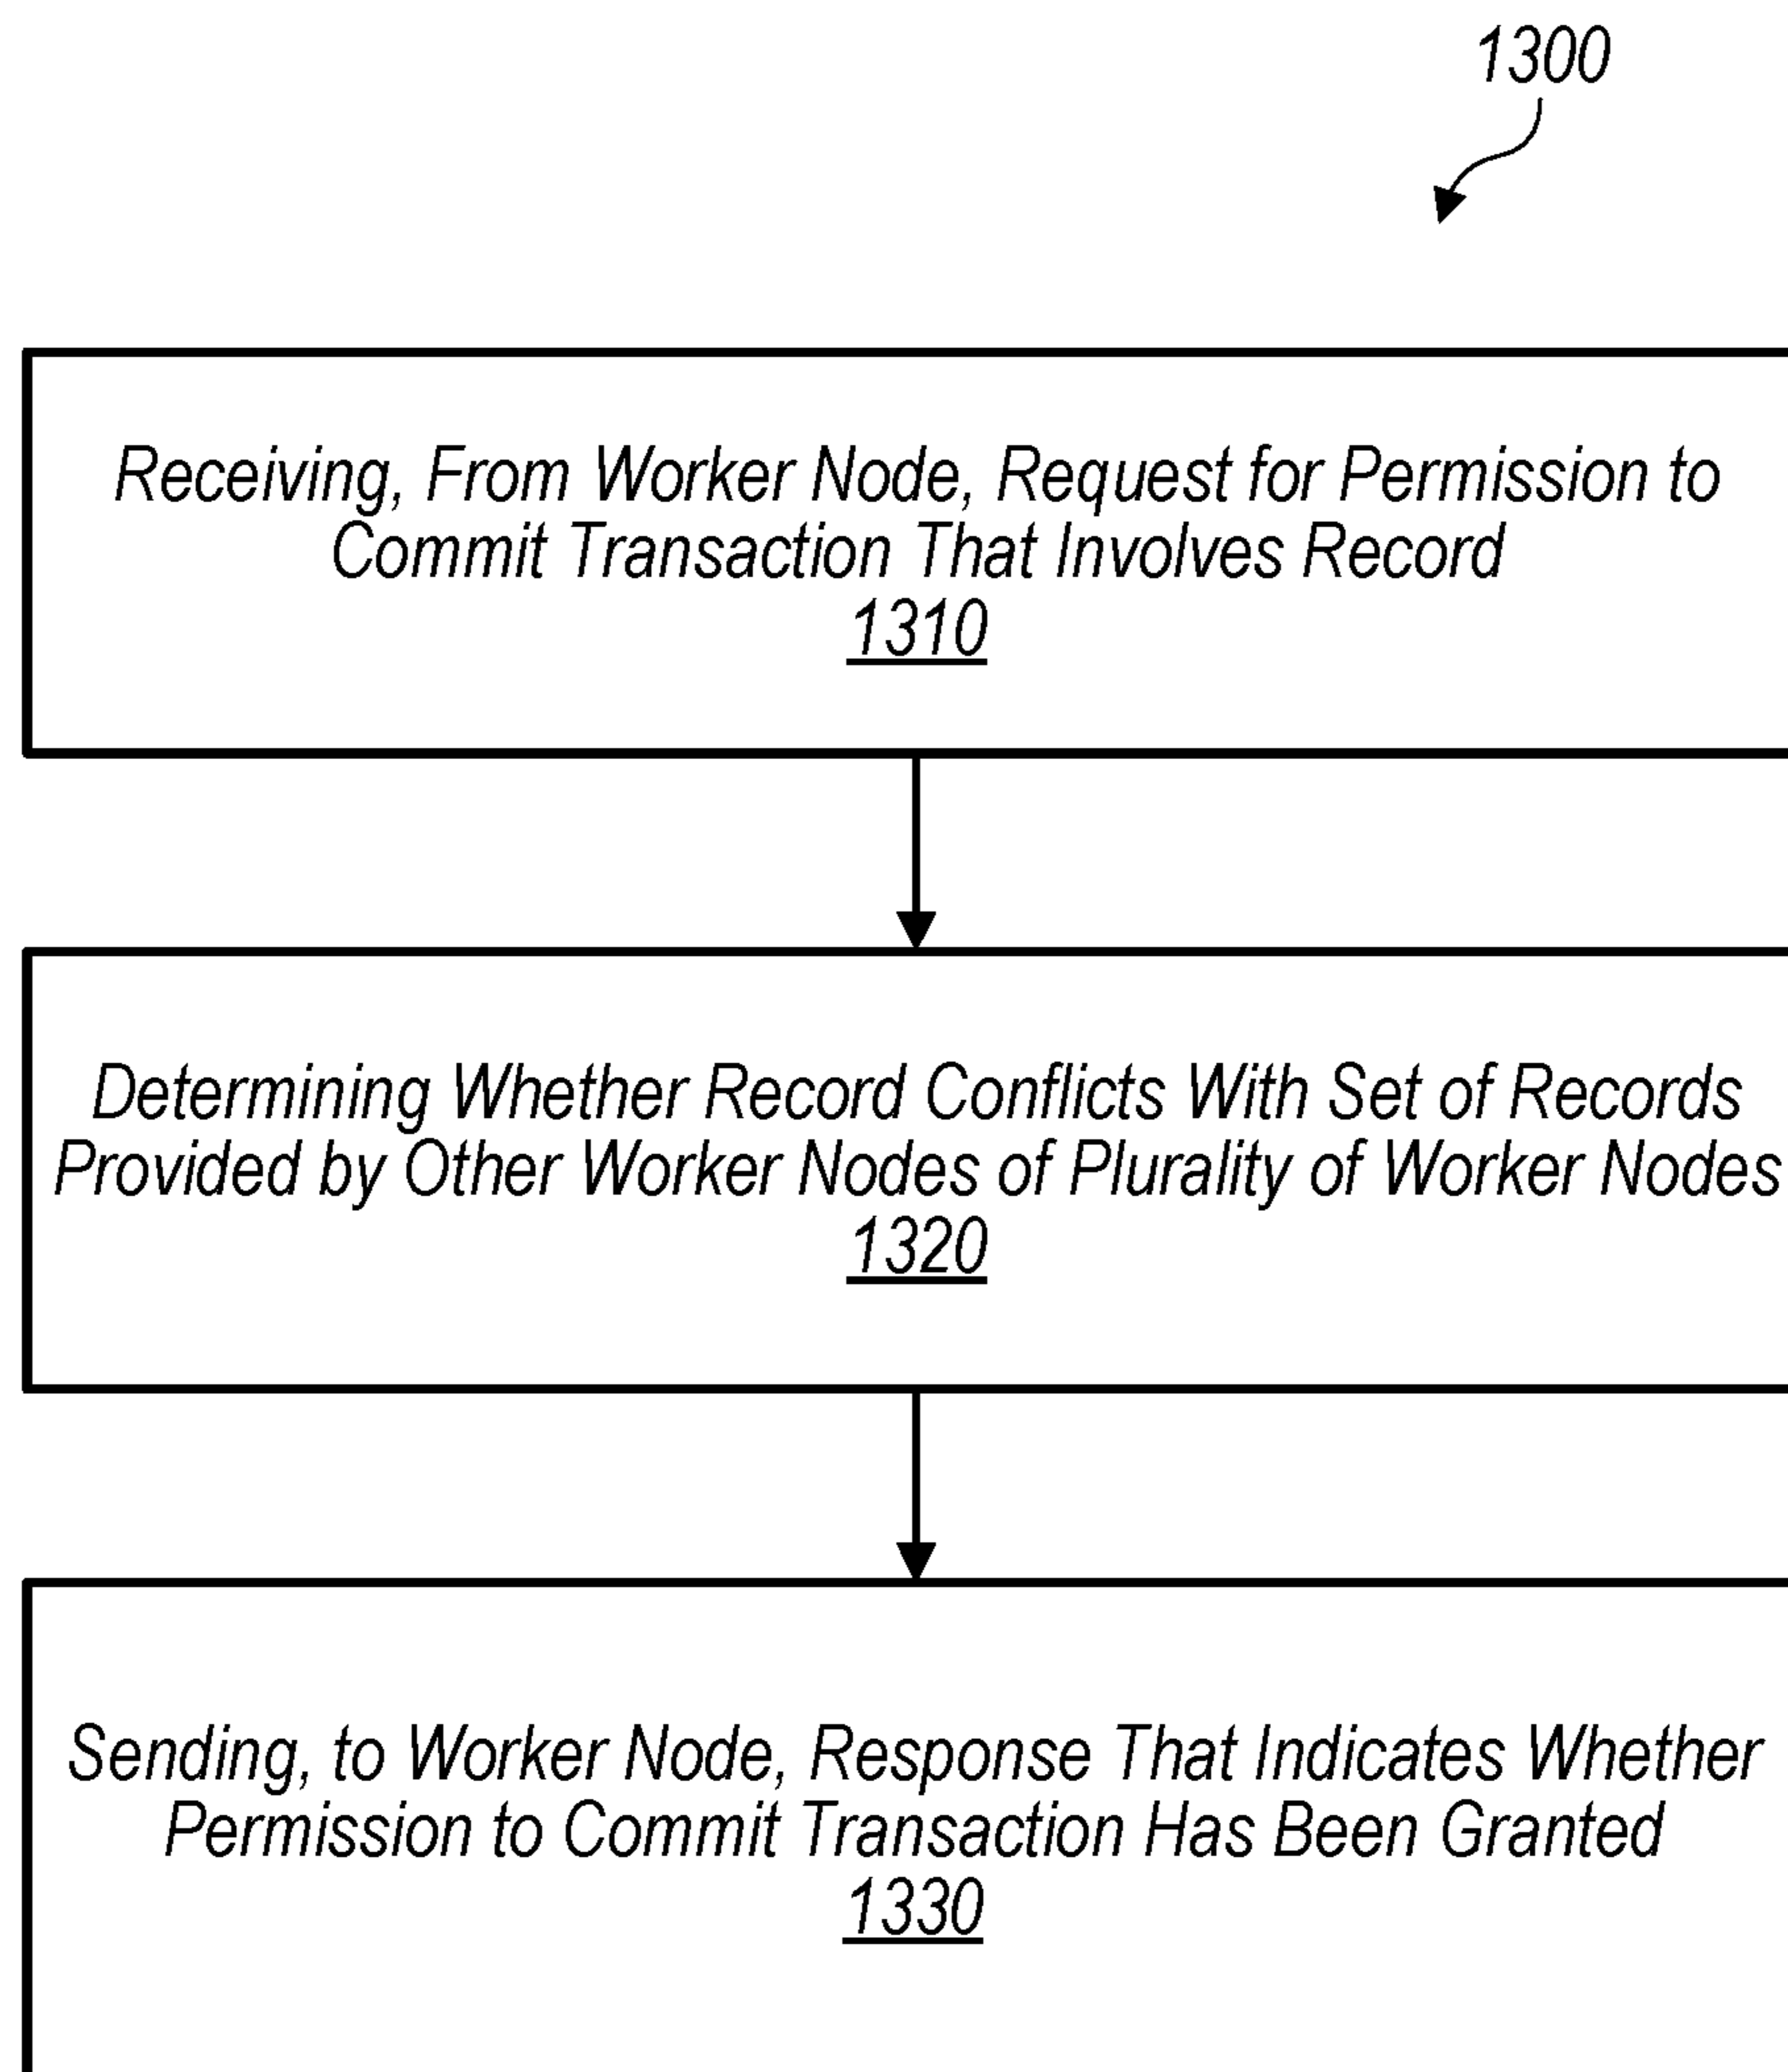 1300
Receiving, From Worker Node, Request for Permission to
Commit Transaction That Involves Record
1310
Determining Whether Record Conflicts With Set of Records
Provided by Other Worker Nodes of Plurality of Worker Nodes
1320
Sending, to Worker Node, Response That Indicates Whether
Permission to Commit Transaction Has Been Granted
1330